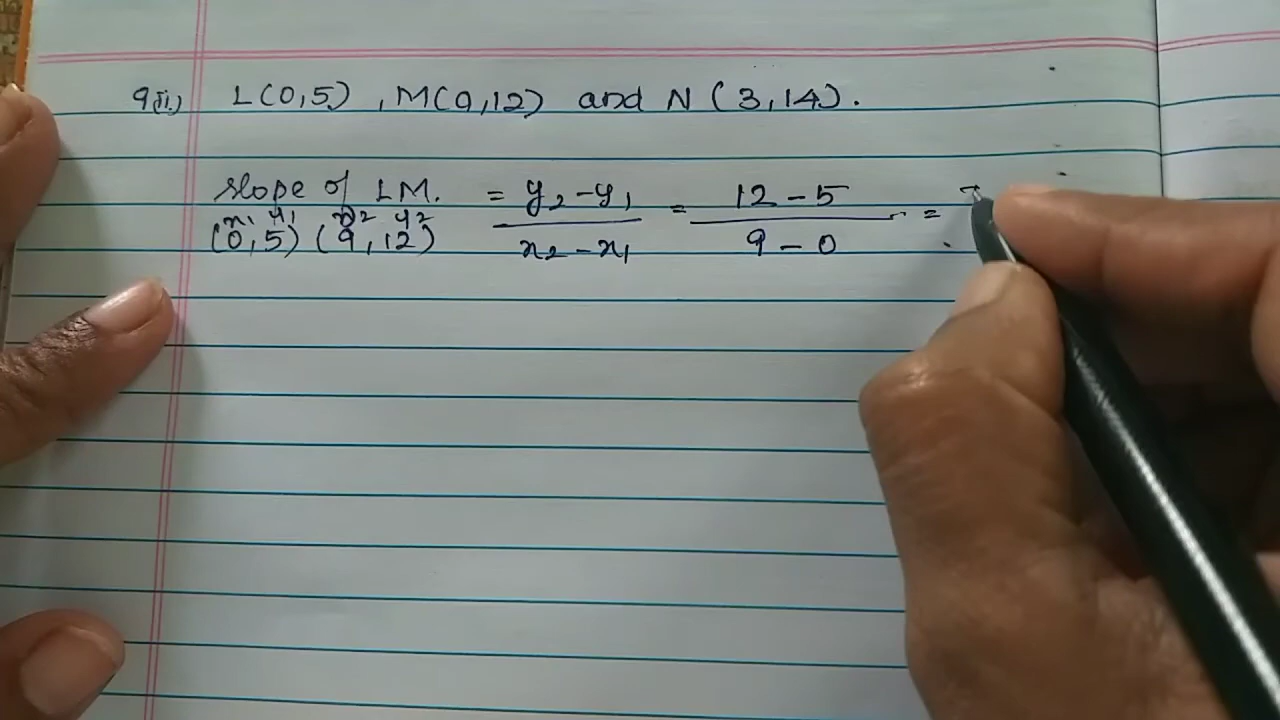 9(ii) L(0,5) , M(9,12) and N (3,14).
slope of LM. = y₂-y₁/x₂-x₁ = 12-5/9-0 = 7
x₁ y₁ x₂ y₂
(0,5) (9,12)